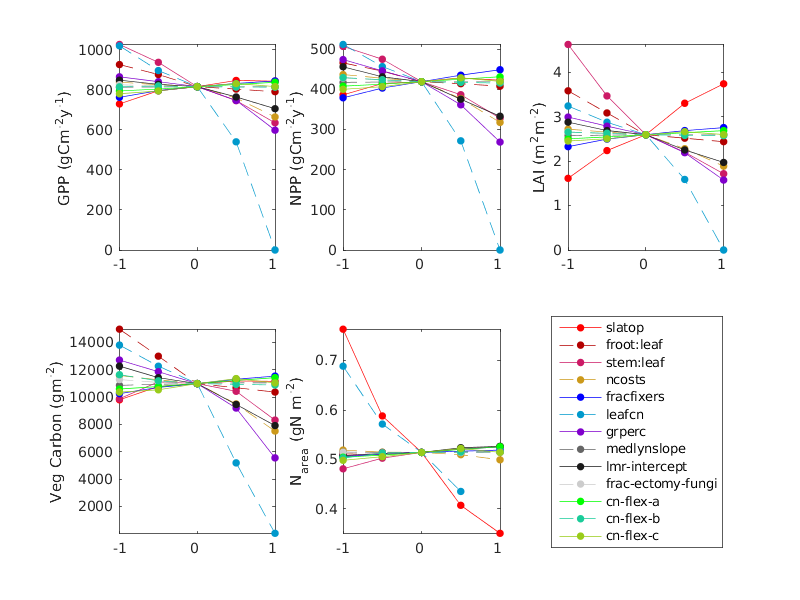 GPP (gCm⁻²y⁻¹)
1000
800
600
400
200
0
-1 0 1
NPP (gCm⁻²y⁻¹)
500
400
300
200
100
0
-1 0 1
LAI (m²m⁻²)
4
3
2
1
0
-1 0 1
Veg Carbon (gm⁻²)
14000
12000
10000
8000
6000
4000
2000
-1 0 1
N_area (gN m⁻²)
0.7
0.6
0.5
0.4
-1 0 1
slatop
froot:leaf
stem:leaf
ncosts
fracfixers
leafcn
grperc
medlynslope
lmr-intercept
frac-ectomy-fungi
cn-flex-a
cn-flex-b
cn-flex-c